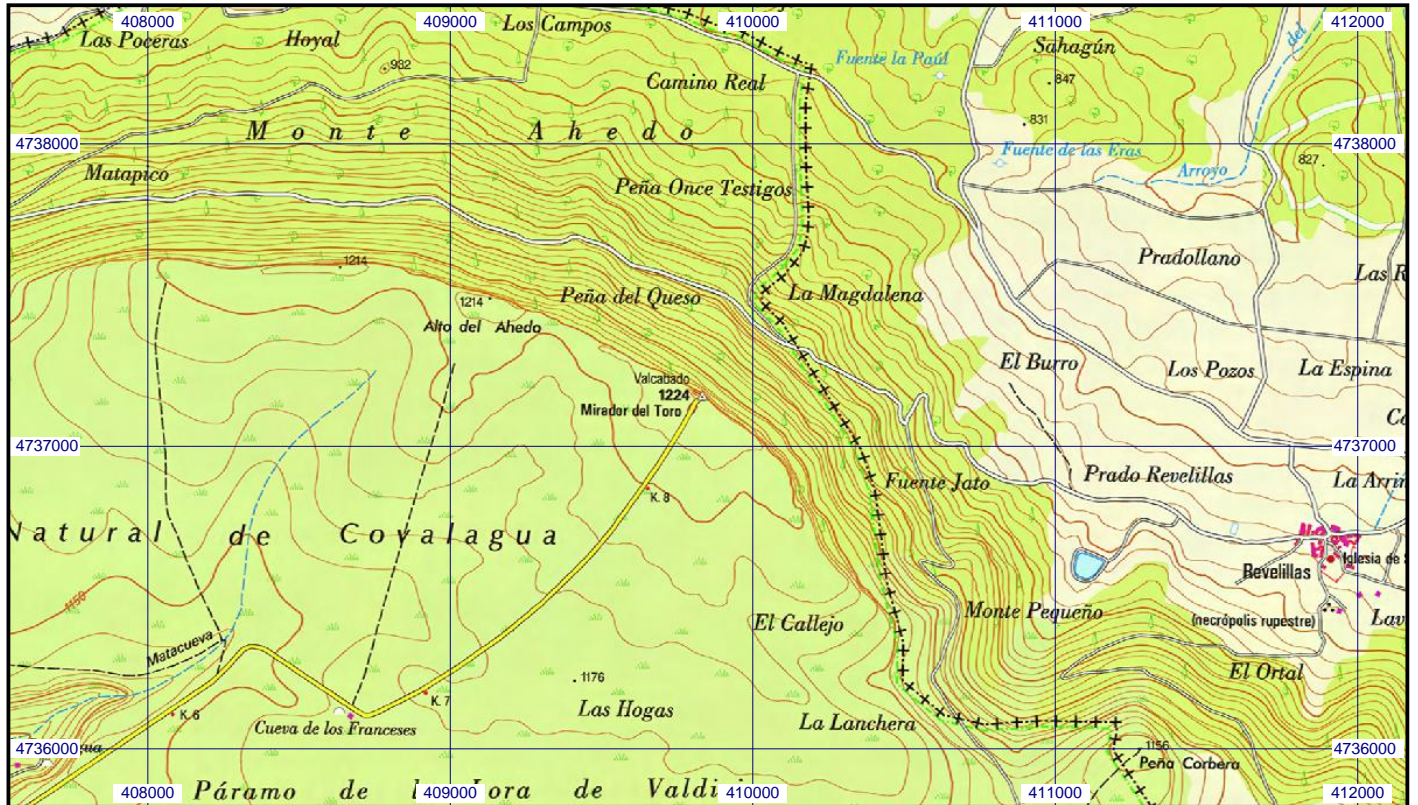 408000 409000 410000 411000 412000
Las Poceras
Hoyal
Los Campos
Sahagún
del
932
Camino Real
Fuente la Paúl
847
831
Monte Ahedo
4738000 4738000
Fuente de las Eras
827
Matapico
Peña Once Testigos
Arroyo
Pradollano
1214
Las R
1214
Peña del Queso
La Magdalena
Alto del Ahedo
El Burro
Los Pozos
La Espina
Valcabado
1224
Mirador del Toro
Co
4737000 4737000
Fuente Jato
Prado Revelillas
La Arri
K. 8
Natural de Covalagua
Iglesia de
Revelillas
1150
Monte Pequeño
(necrópolis rupestre)
El Callejo
Lav
Matacueva
El Ortal
1176
K. 7
Las Hogas
K. 6
La Lanchera
Cueva de los Franceses
4736000 4736000
ua
1156
Peña Corbera
Páramo de l ora de Valdi
408000 409000 410000 411000 412000